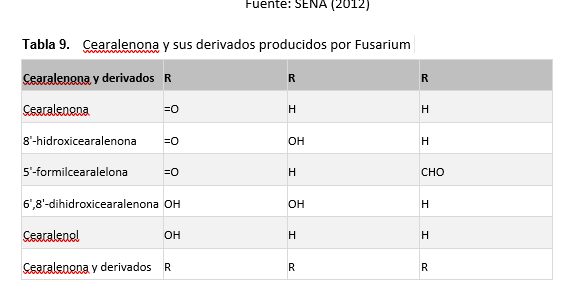 Fuente: SENA (2012)
Tabla 9. Cearalenona y sus derivados producidos por Fusarium
Cearalenona y derivados R R R
Cearalenona =O H H
8'-hidroxicearalenona =O OH H
5'-formilcearalelona =O H CHO
6',8'-dihidroxicearalenona OH OH H
Cearalenol OH H H
Cearalenona y derivados R R R